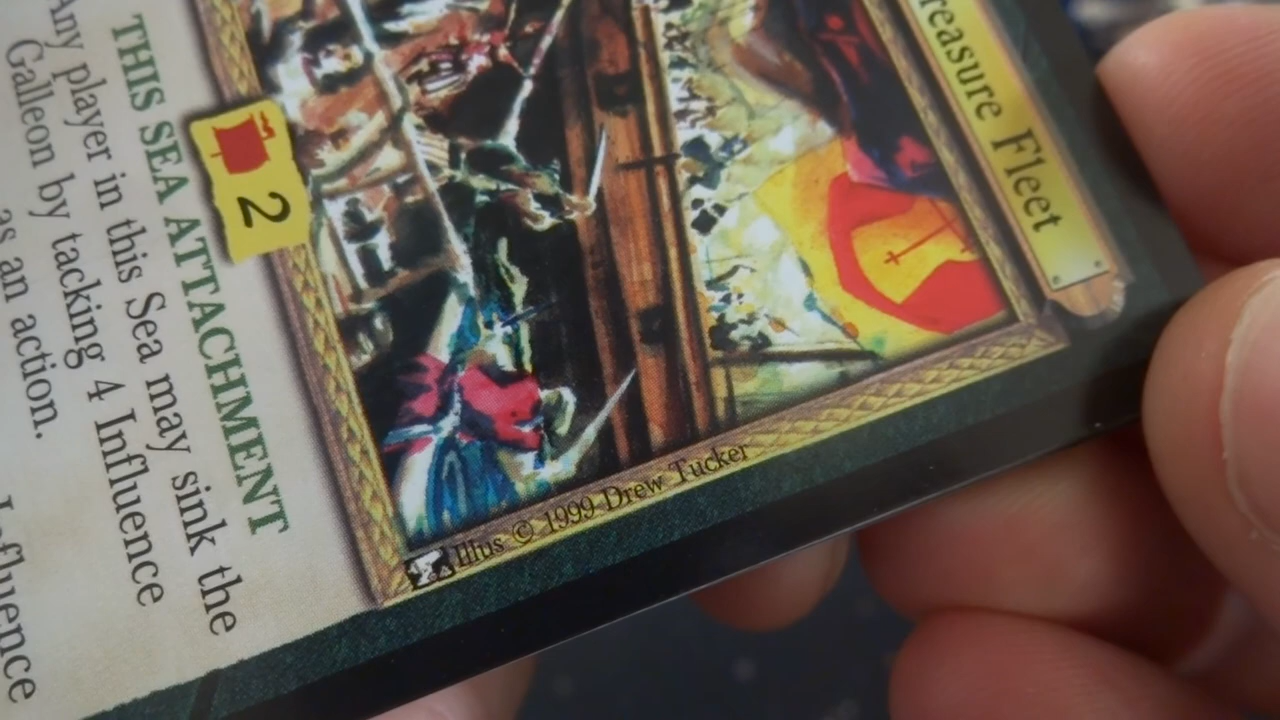 reasure Fleet
Illus © 1999 Drew Tucker
2
THIS SEA ATTACHMENT
Any player in this Sea may sink the
Galleon by tacking 4 Influence
as an action.
Influence